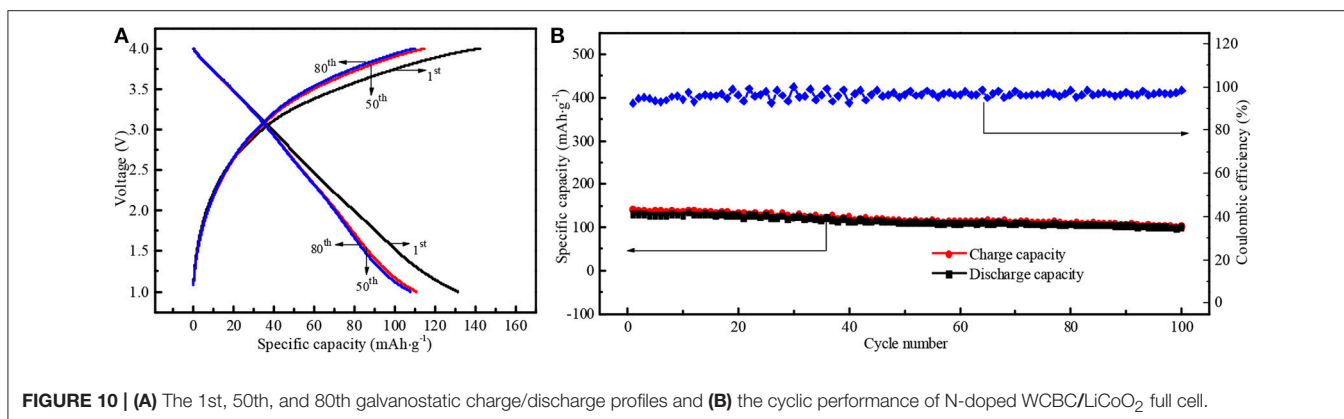 A
4.0
3.5
3.0
2.5
2.0
1.5
1.0
Voltage (V)
80th
1st
50th
80th
1st
50th
0 20 40 60 80 100 120 140 160
Specific capacity (mAh·g-1)
B
500
400
300
200
100
0
-100
Specific capacity (mAh·g-1)
120
100
80
60
40
20
0
Coulombic efficiency (%)
Charge capacity
Discharge capacity
0 20 40 60 80 100
Cycle number
FIGURE 10 | (A) The 1st, 50th, and 80th galvanostatic charge/discharge profiles and (B) the cyclic performance of N-doped WCBC/LiCoO2 full cell.